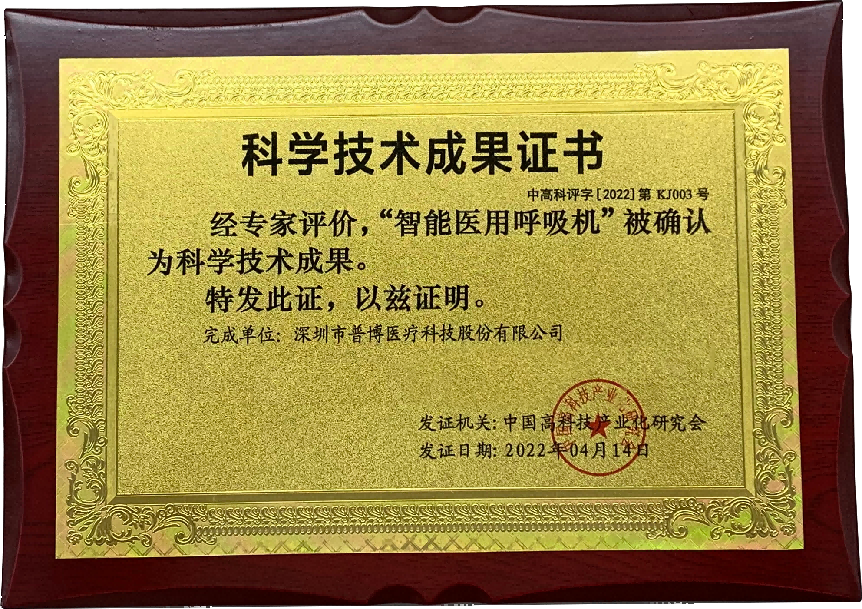 科学技术成果证书
中高科评字[2022]第 KJ003 号
经专家评价，“智能医用呼吸机”被确认
为科学技术成果。
特发此证，以兹证明。
完成单位：深圳市普博医疗科技股份有限公司
发证机关：中国高科技产业化研究会
发证日期：2022年04月14日